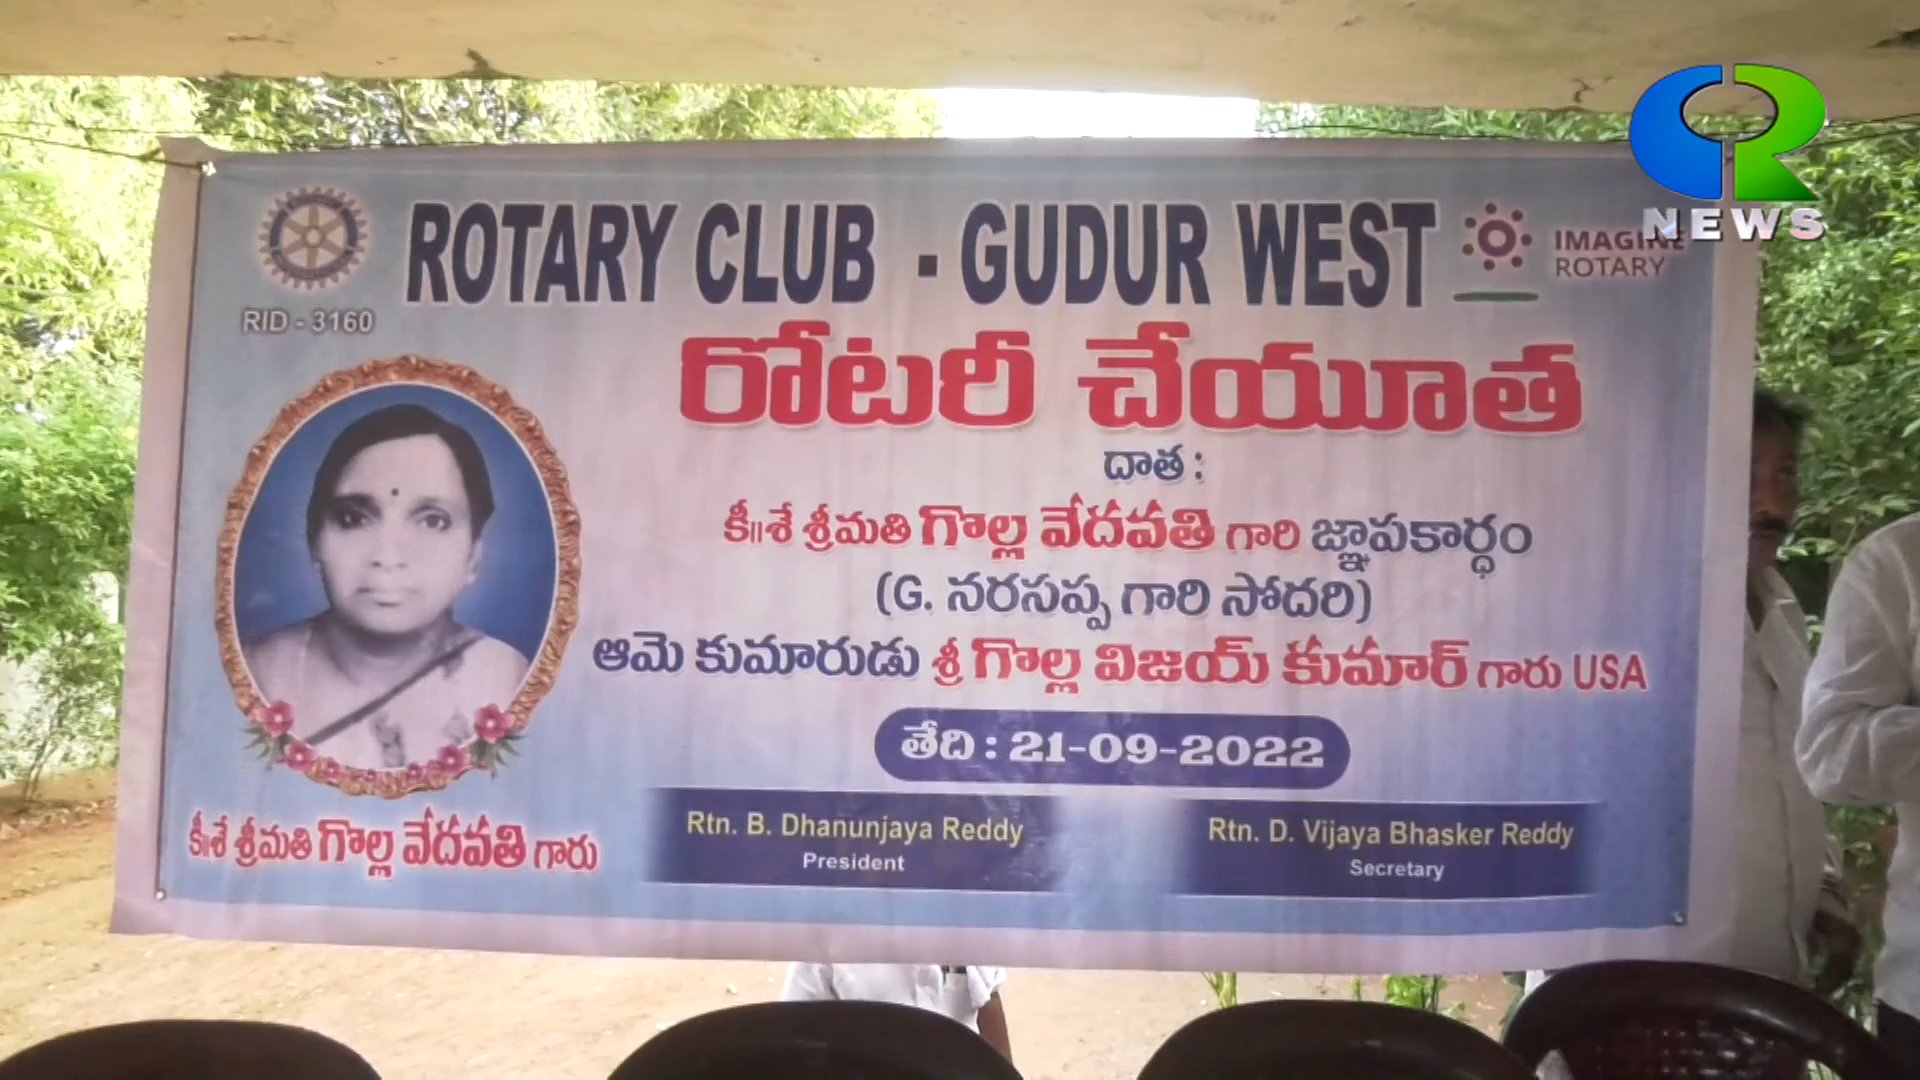 CR
NEWS
ROTARY CLUB - GUDUR WEST
IMAGINE
ROTARY
RID - 3160
రోటరీ చేయూత
దాత :
కీ॥శే శ్రీమతి గొల్ల వేదవతి గారి జ్ఞాపకార్ధం
(G. నరసప్ప గారి సోదరి)
ఆమె కుమారుడు శ్రీ గొల్ల విజయ్ కుమార్ గారు USA
తేది : 21-09-2022
కీ॥శే శ్రీమతి గొల్ల వేదవతి గారు
Rtn. B. Dhanunjaya Reddy
President
Rtn. D. Vijaya Bhasker Reddy
Secretary